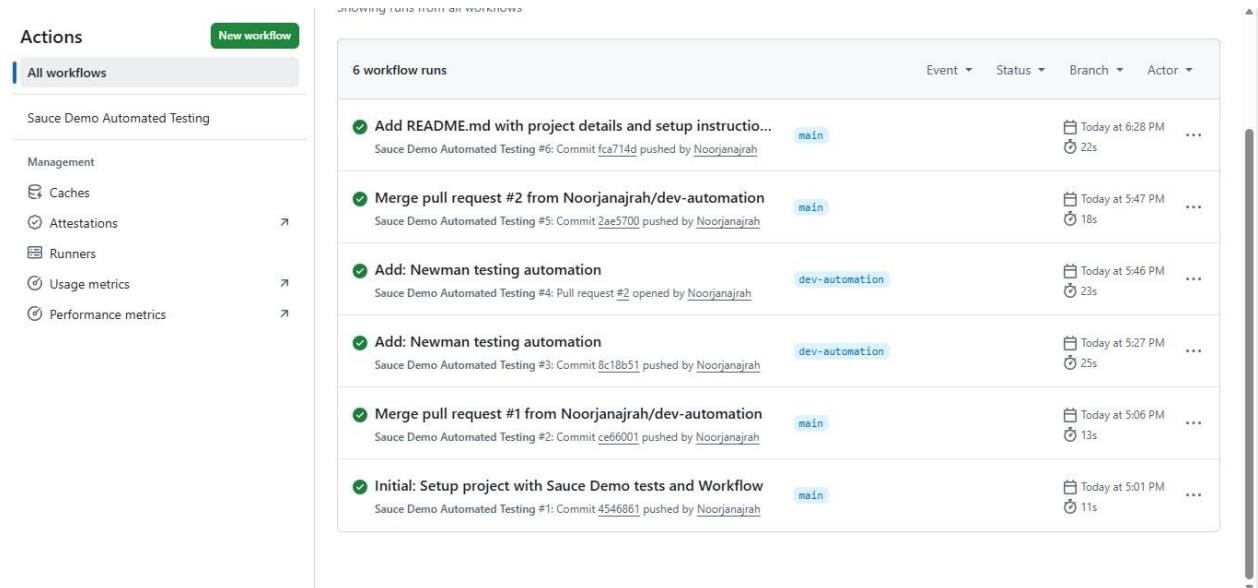 Showing runs from all workflows
Actions
New workflow
All workflows
Sauce Demo Automated Testing
Management
Caches
Attestations
Runners
Usage metrics
Performance metrics
6 workflow runs
Event
Status
Branch
Actor
Add README.md with project details and setup instructio...
Sauce Demo Automated Testing #6: Commit fca714d pushed by Noorjanajrah
main
Today at 6:28 PM
22s
Merge pull request #2 from Noorjanajrah/dev-automation
Sauce Demo Automated Testing #5: Commit 2ae5700 pushed by Noorjanajrah
main
Today at 5:47 PM
18s
Add: Newman testing automation
Sauce Demo Automated Testing #4: Pull request #2 opened by Noorjanajrah
dev-automation
Today at 5:46 PM
23s
Add: Newman testing automation
Sauce Demo Automated Testing #3: Commit 8c18b51 pushed by Noorjanajrah
dev-automation
Today at 5:27 PM
25s
Merge pull request #1 from Noorjanajrah/dev-automation
Sauce Demo Automated Testing #2: Commit ce66001 pushed by Noorjanajrah
main
Today at 5:06 PM
13s
Initial: Setup project with Sauce Demo tests and Workflow
Sauce Demo Automated Testing #1: Commit 4546861 pushed by Noorjanajrah
main
Today at 5:01 PM
11s